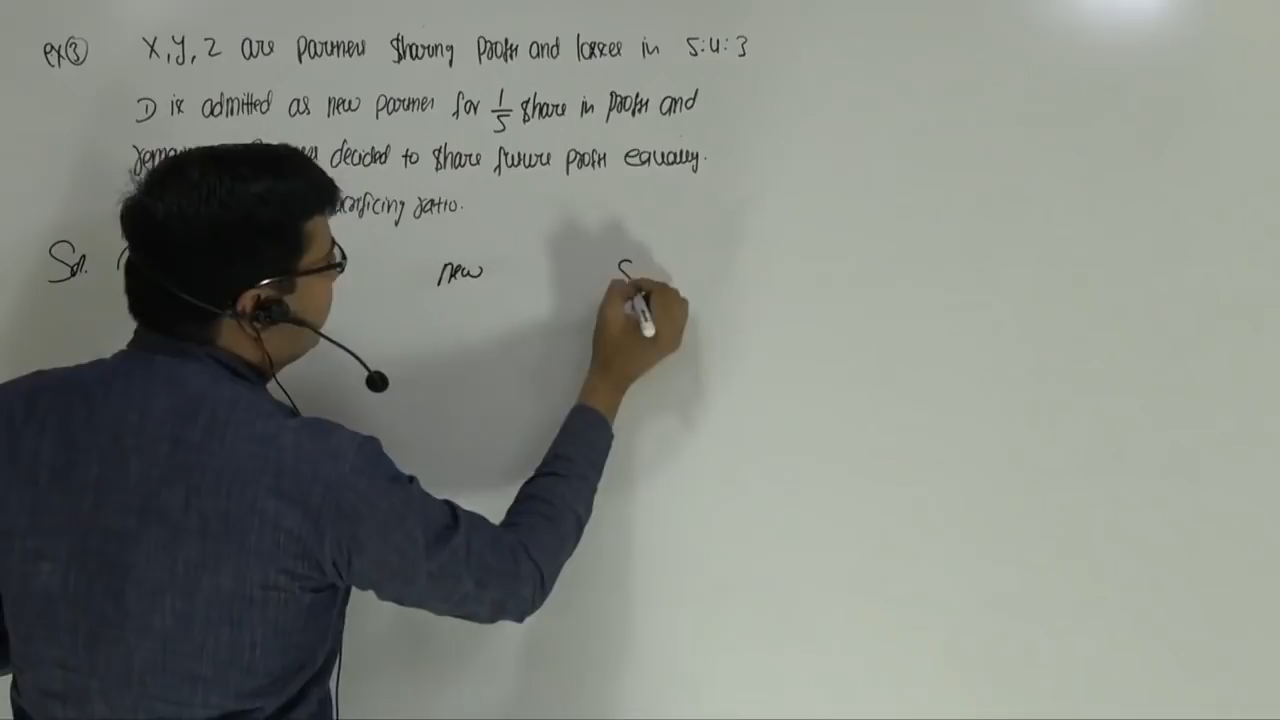 ex③ X, Y, Z are partners sharing profit and losses in 5:4:3
D is admitted as new partner for 1/5 share in profit and
decided to share future profit equally.
ratio.
Sol.
new
S